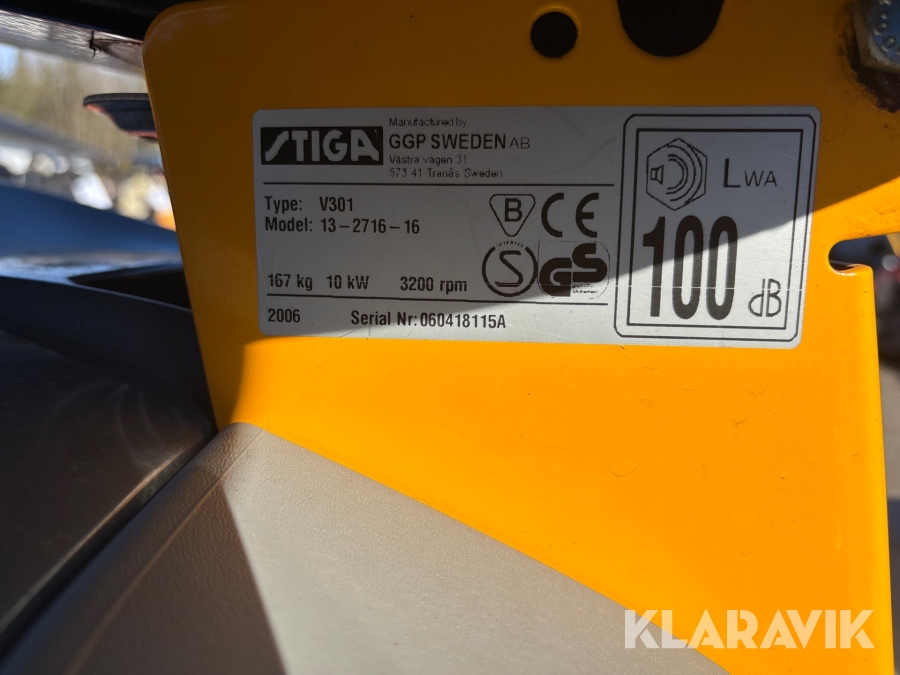 STIGA
Manufactured by
GGP SWEDEN AB
Västra vägen 31
573 41 Tranås Sweden
Type: V301
Model: 13-2716-16
B CE
S GS
167 kg 10 kW 3200 rpm
2006 Serial Nr: 060418115A
LWA
100 dB
KLARAVIK